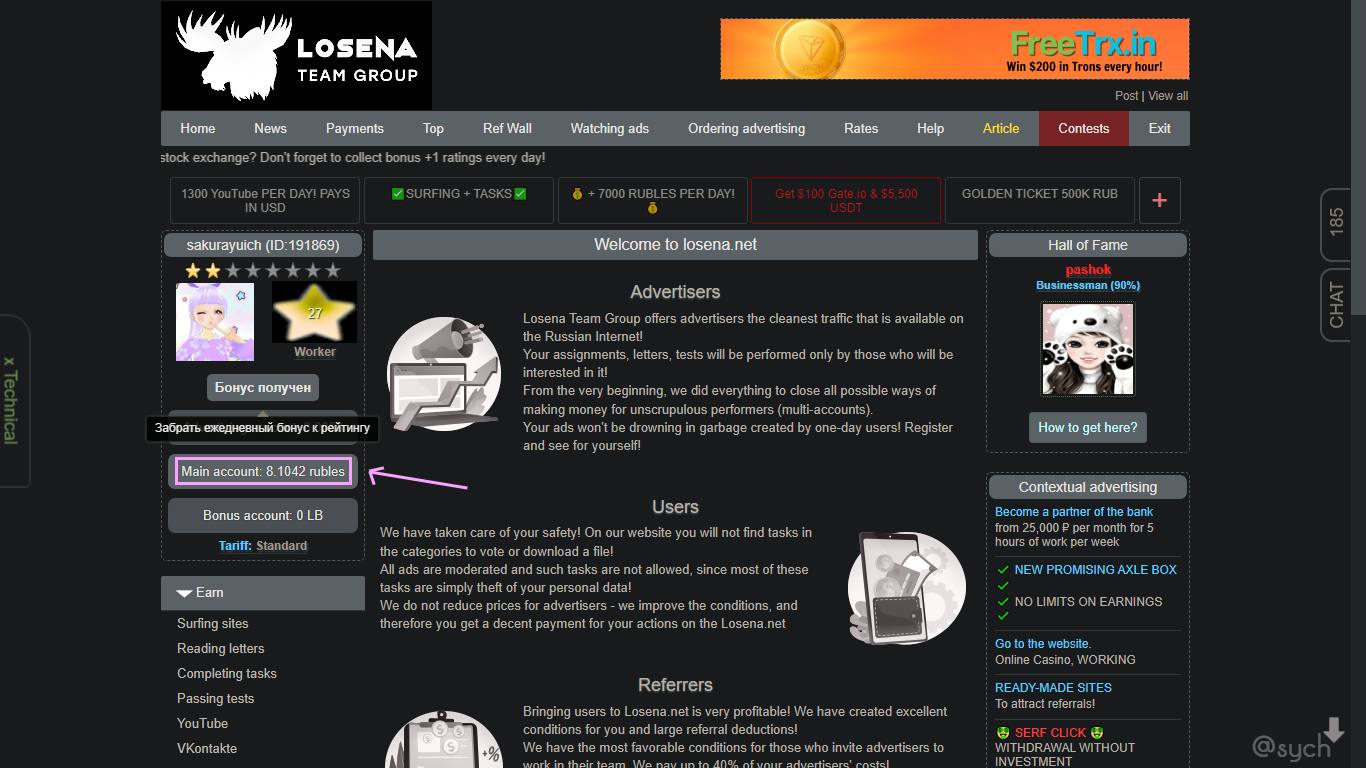 LOSENA
TEAM GROUP
FreeTrx.in
Win $200 in Trons every hour!
Post | View all
Home News Payments Top Ref Wall Watching ads Ordering advertising Rates Help Article Contests Exit
stock exchange? Don't forget to collect bonus +1 ratings every day!
1300 YouTube PER DAY! PAYS
IN USD
SURFING + TASKS
+ 7000 RUBLES PER DAY!
Get $100 Gate.io & $5,500
USDT
GOLDEN TICKET 500K RUB
+
sakurayuich (ID:191869)
27
Worker
Бонус получен
Забрать ежедневный бонус к рейтингу
Main account: 8.1042 rubles
Bonus account: 0 LB
Tariff: Standard
Earn
Surfing sites
Reading letters
Completing tasks
Passing tests
YouTube
VKontakte
Welcome to losena.net
Advertisers
Losena Team Group offers advertisers the cleanest traffic that is available on
the Russian Internet!
Your assignments, letters, tests will be performed only by those who will be
interested in it!
From the very beginning, we did everything to close all possible ways of
making money for unscrupulous performers (multi-accounts).
Your ads won't be drowning in garbage created by one-day users! Register
and see for yourself!
Users
We have taken care of your safety! On our website you will not find tasks in
the categories to vote or download a file!
All ads are moderated and such tasks are not allowed, since most of these
tasks are simply theft of your personal data!
We do not reduce prices for advertisers - we improve the conditions, and
therefore you get a decent payment for your actions on the Losena.net
Referrers
+%
Bringing users to Losena.net is very profitable! We have created excellent
conditions for you and large referral deductions!
We have the most favorable conditions for those who invite advertisers to
work in their team. We pay up to 40% of your advertisers' costs!
Hall of Fame
pashok
Businessman (90%)
How to get here?
Contextual advertising
Become a partner of the bank
from 25,000 ₽ per month for 5
hours of work per week
NEW PROMISING AXLE BOX
NO LIMITS ON EARNINGS
Go to the website.
Online Casino, WORKING
READY-MADE SITES
To attract referrals!
SERF CLICK
WITHDRAWAL WITHOUT
INVESTMENT
x Technical
185
CHAT
@sych